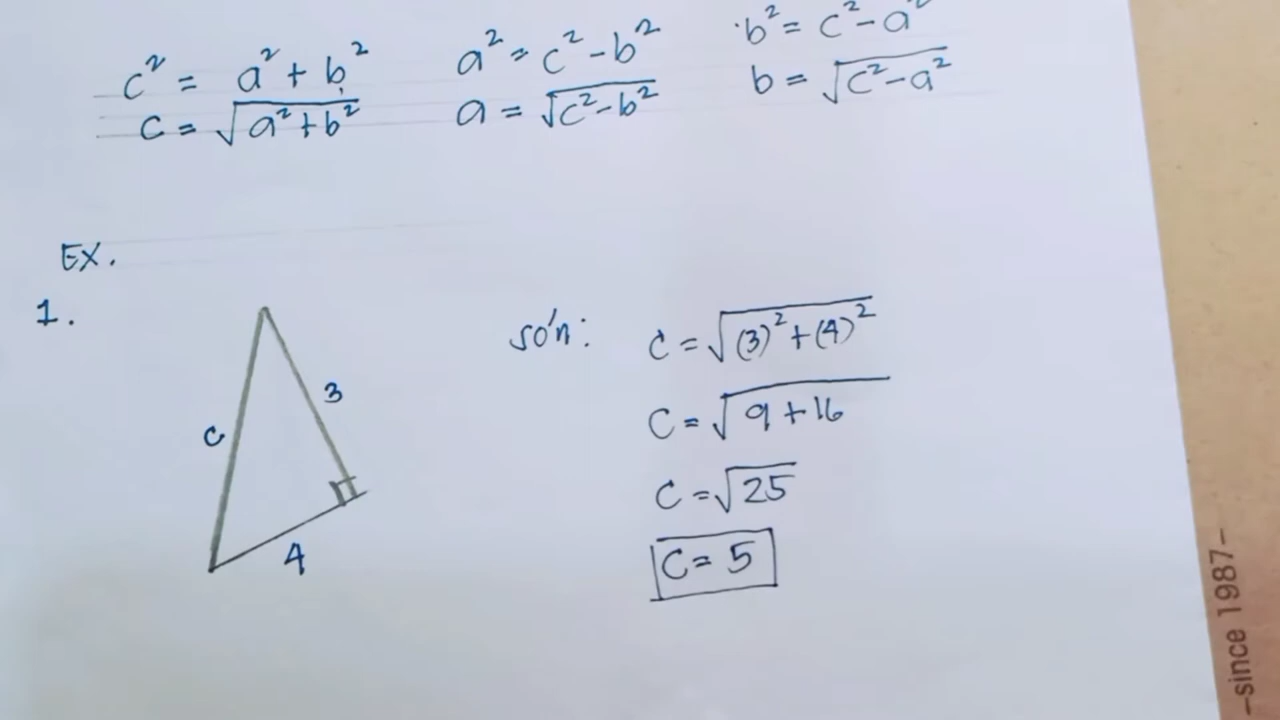 c² = a² + b²
c = √a² + b²
a² = c² - b²
a = √c² - b²
b² = c² - a²
b = √c² - a²
EX.
1.
c
3
4
so'n:
c = √(3)² + (4)²
c = √9 + 16
c = √25
c = 5
-since 1987-